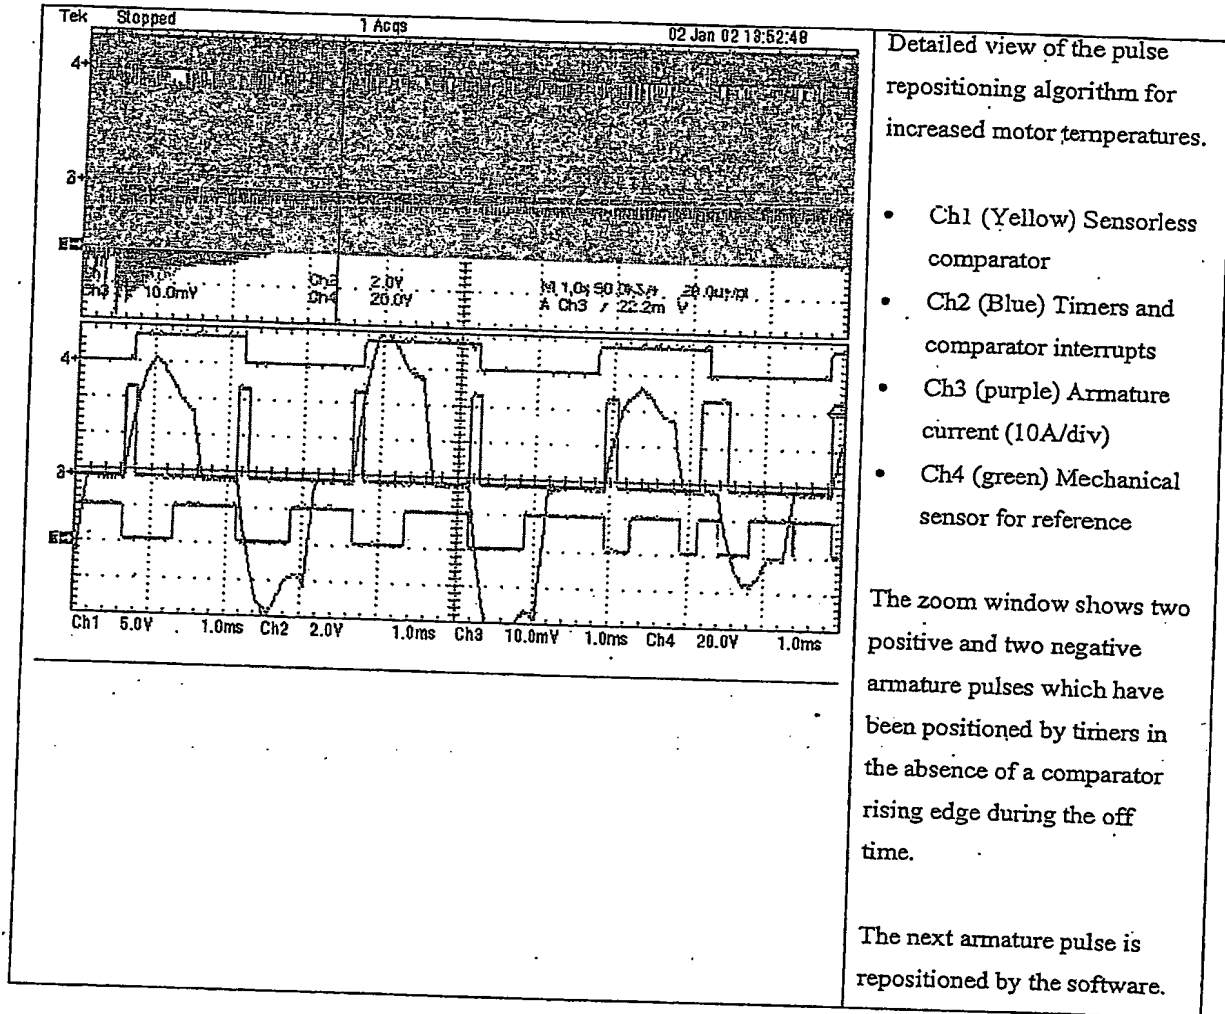 Tek Stopped 1 Acqs 02 Jan 02 13:52:48
4+
3+
Ch3 10.0mV Ch2 2.0V
Ch4 20.0V
A Ch3 / 22.2m V
4+
3+
Ch1 5.0V 1.0ms Ch2 2.0V 1.0ms Ch3 10.0mV 1.0ms Ch4 20.0V 1.0ms
Detailed view of the pulse
repositioning algorithm for
increased motor temperatures.
• Ch1 (Yellow) Sensorless
comparator
• Ch2 (Blue) Timers and
comparator interrupts
• Ch3 (purple) Armature
current (10A/div)
• Ch4 (green) Mechanical
sensor for reference
The zoom window shows two
positive and two negative
armature pulses which have
been positioned by timers in
the absence of a comparator
rising edge during the off
time.
The next armature pulse is
repositioned by the software.